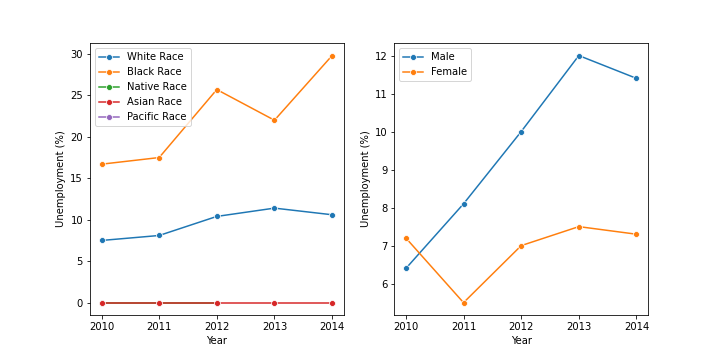 White Race
Black Race
Native Race
Asian Race
Pacific Race
30
25
20
15
10
5
0
Unemployment (%)
2010 2011 2012 2013 2014
Year
Male
Female
12
11
10
9
8
7
6
Unemployment (%)
2010 2011 2012 2013 2014
Year